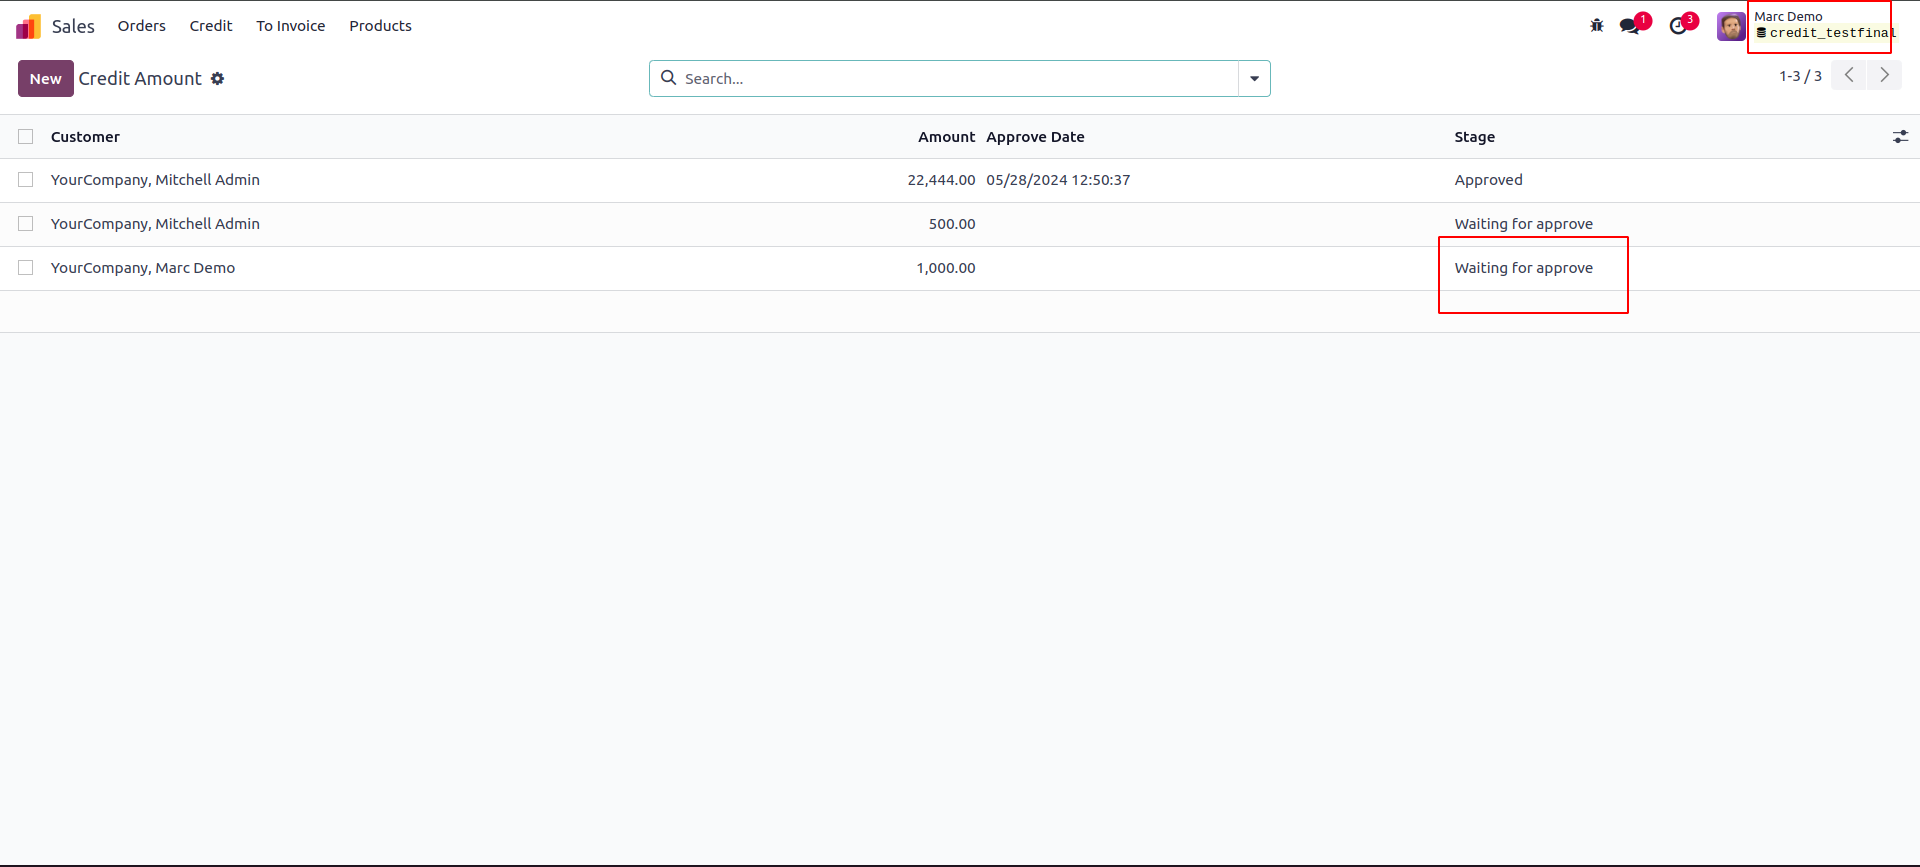 Sales Orders Credit To Invoice Products 1 3 Marc Demo
credit_testfinal
New Credit Amount Search... 1-3 / 3
Customer Amount Approve Date Stage
YourCompany, Mitchell Admin 22,444.00 05/28/2024 12:50:37 Approved
YourCompany, Mitchell Admin 500.00 Waiting for approve
YourCompany, Marc Demo 1,000.00 Waiting for approve